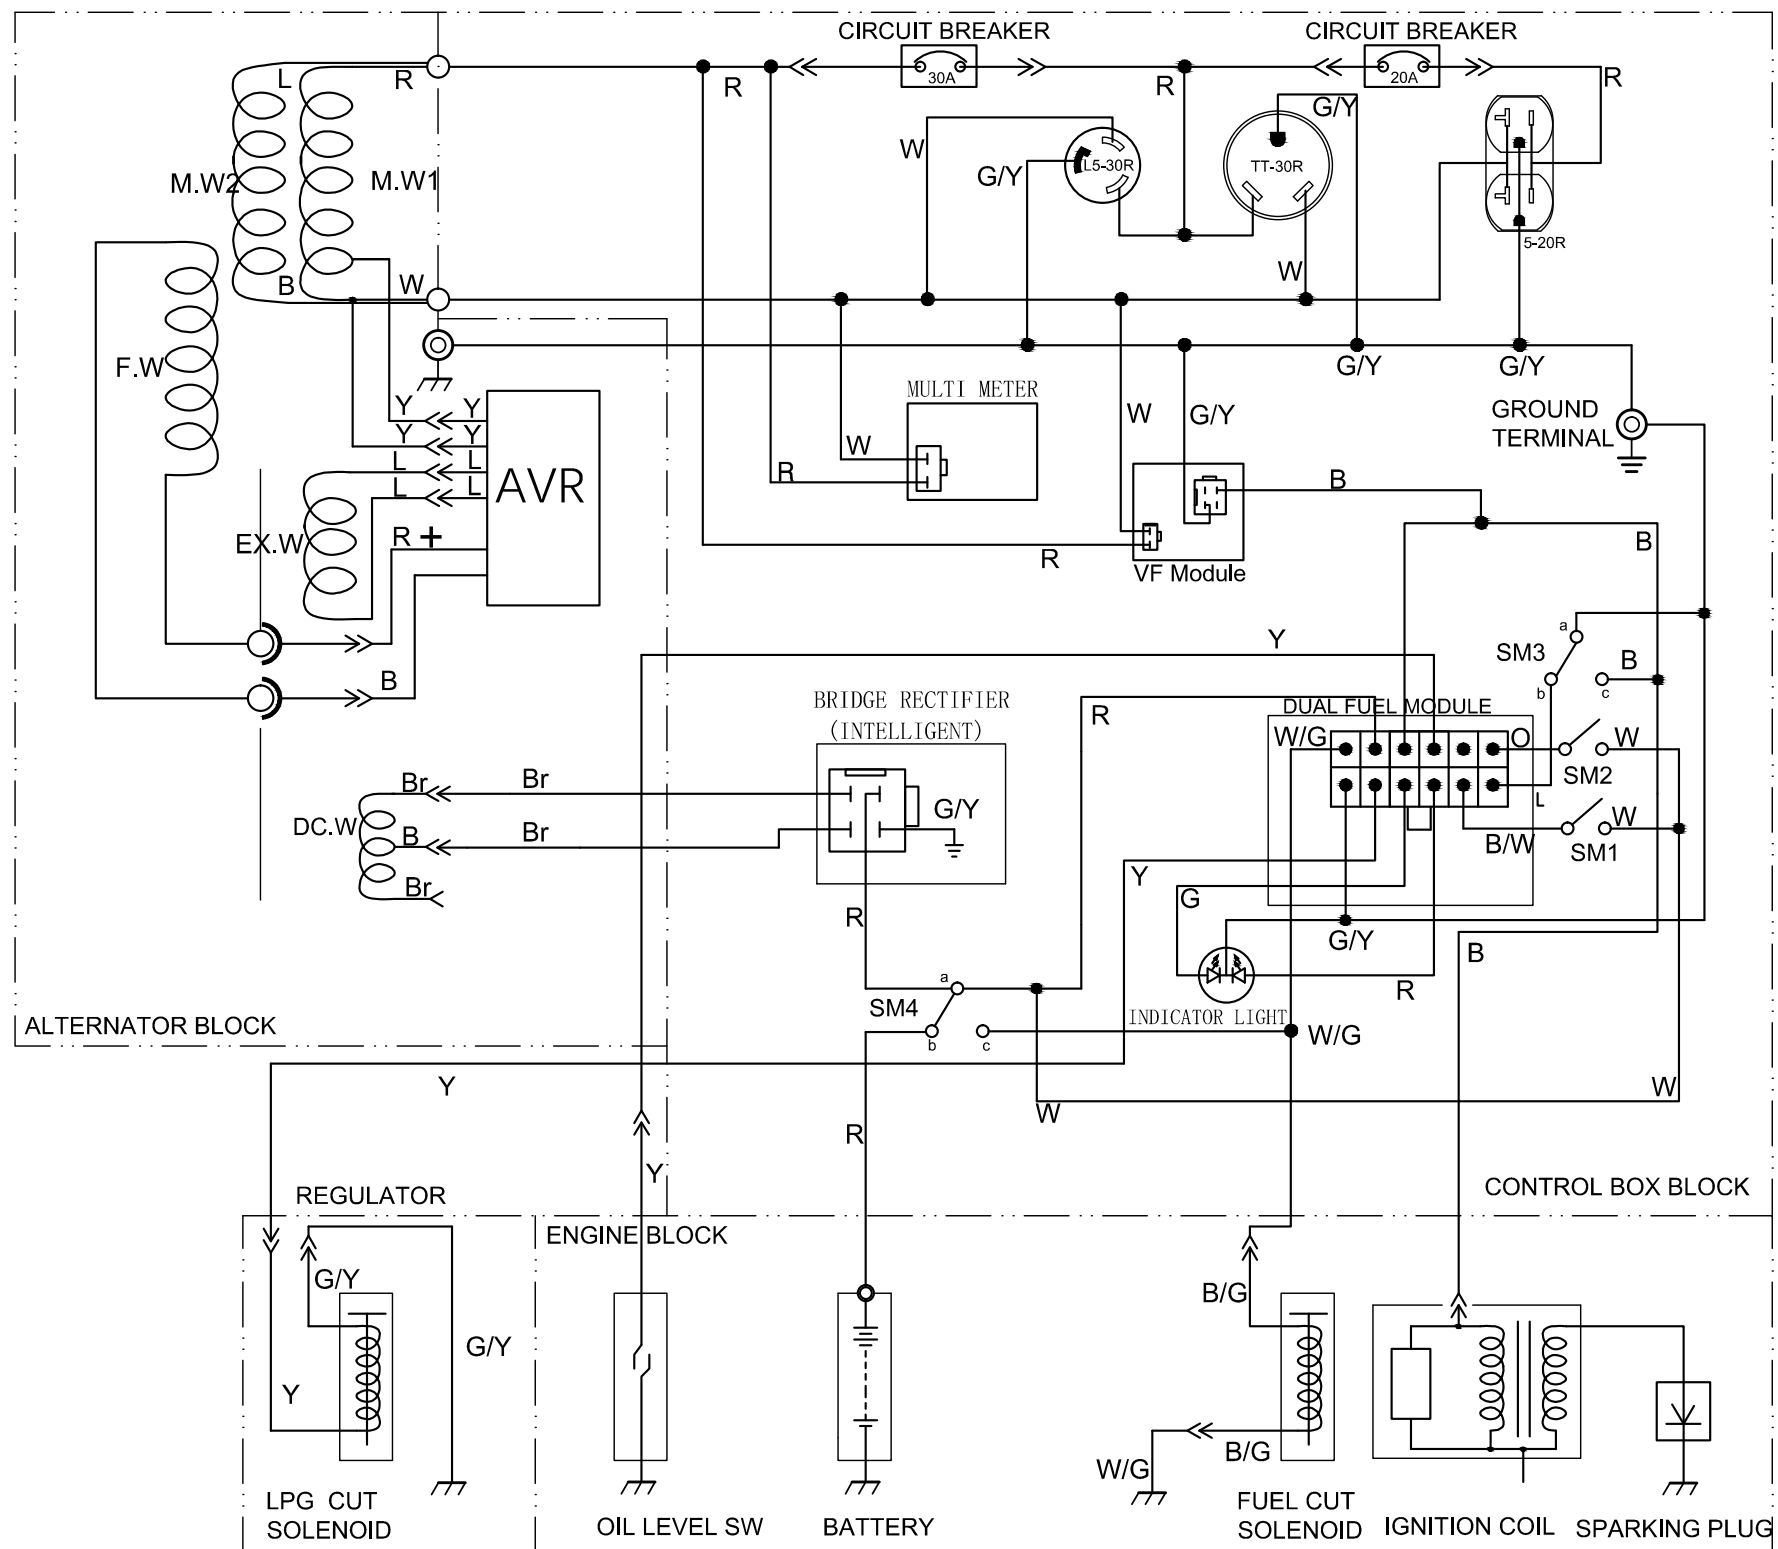 CIRCUIT BREAKER
CIRCUIT BREAKER
L
R
R
30A
R
20A
R
G/Y
W
M.W2
M.W1
G/Y
L5-30R
TT-30R
5-20R
B
W
W
F.W
G/Y
G/Y
MULTI METER
Y
Y
W
G/Y
GROUND
TERMINAL
Y
Y
W
L
L
R
B
L
L
AVR
EX.W
R +
B
R
VF Module
a
Y
SM3
B
B
b
c
BRIDGE RECTIFIER
(INTELLIGENT)
R
DUAL FUEL MODULE
W/G
O
W
SM2
Br
Br
G/Y
L
DC.W
B
Br
W
B/W
SM1
Br
Y
G
R
G/Y
B
a
R
SM4
INDICATOR LIGHT
ALTERNATOR BLOCK
b
c
W/G
Y
W
W
R
Y
REGULATOR
CONTROL BOX BLOCK
ENGINE BLOCK
G/Y
B/G
G/Y
Y
W/G
B/G
LPG CUT
SOLENOID
OIL LEVEL SW
BATTERY
FUEL CUT
SOLENOID
IGNITION COIL
SPARKING PLUG